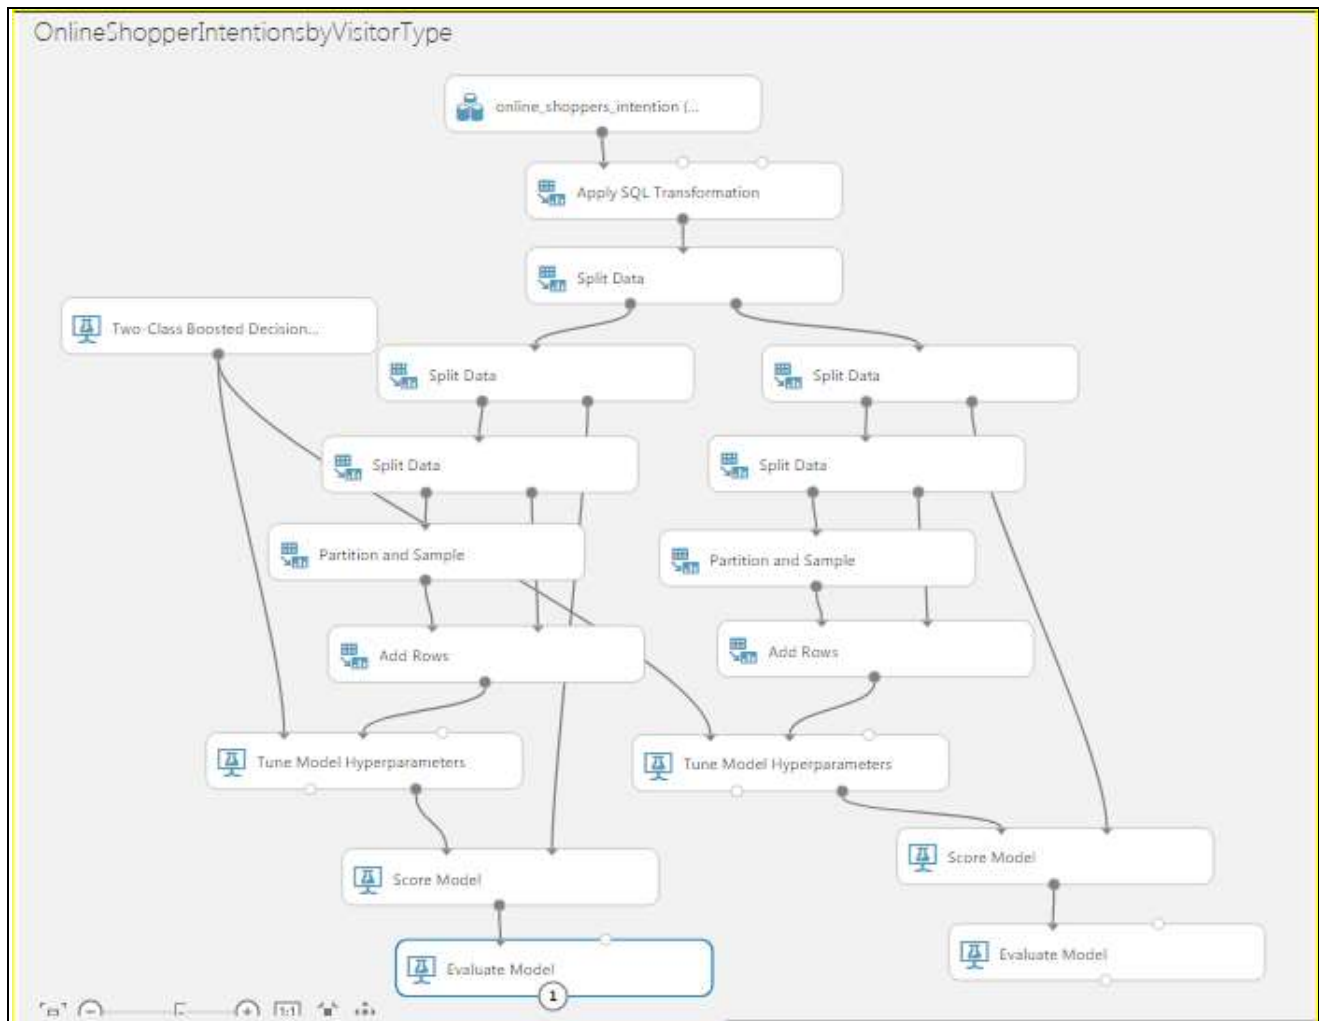 OnlineShopperIntentionsbyVisitorType
online_shoppers_intention (...
Apply SQL Transformation
Split Data
Two-Class Boosted Decision...
Split Data
Split Data
Split Data
Split Data
Partition and Sample
Partition and Sample
Add Rows
Add Rows
Tune Model Hyperparameters
Tune Model Hyperparameters
Score Model
Score Model
Evaluate Model
Evaluate Model
1
1:1